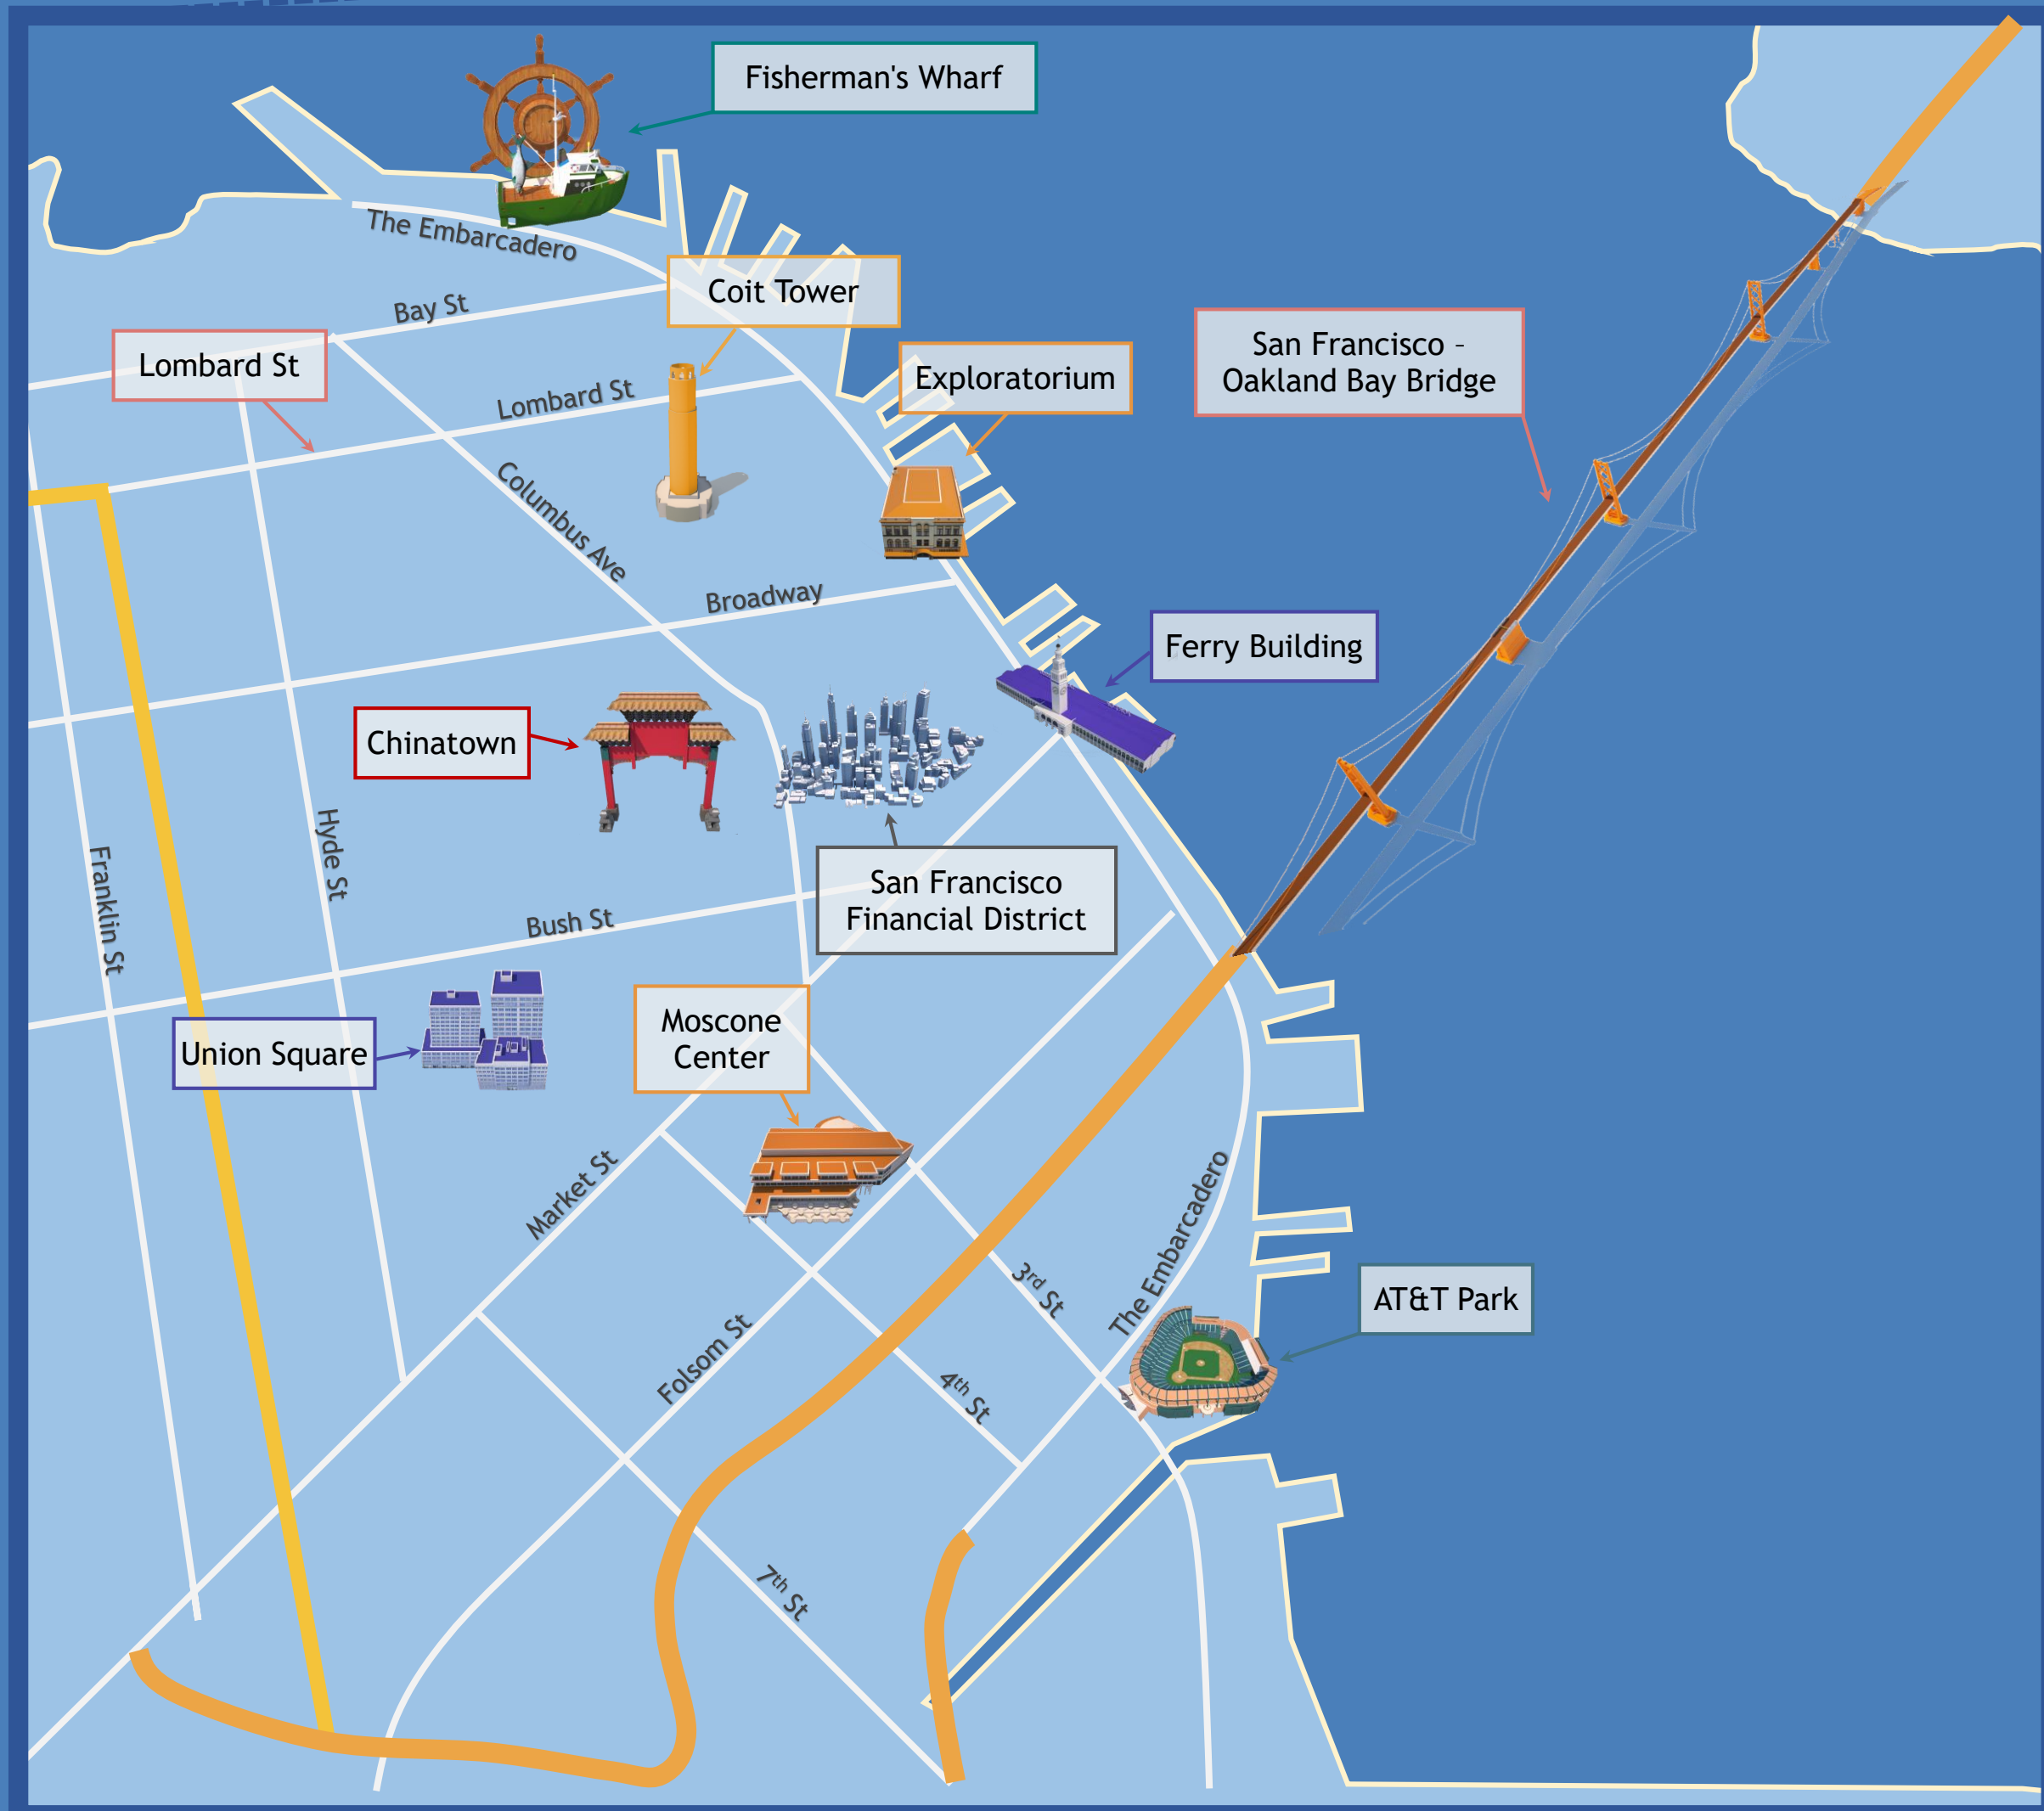 Fisherman's Wharf
The Embarcadero
Coit Tower
Bay St
Lombard St
Exploratorium
San Francisco –
Oakland Bay Bridge
Lombard St
Columbus Ave
Broadway
Ferry Building
Chinatown
Hyde St
Franklin St
San Francisco
Financial District
Bush St
Moscone
Center
Union Square
Market St
The Embarcadero
3rd St
AT&T Park
Folsom St
4th St
7th St